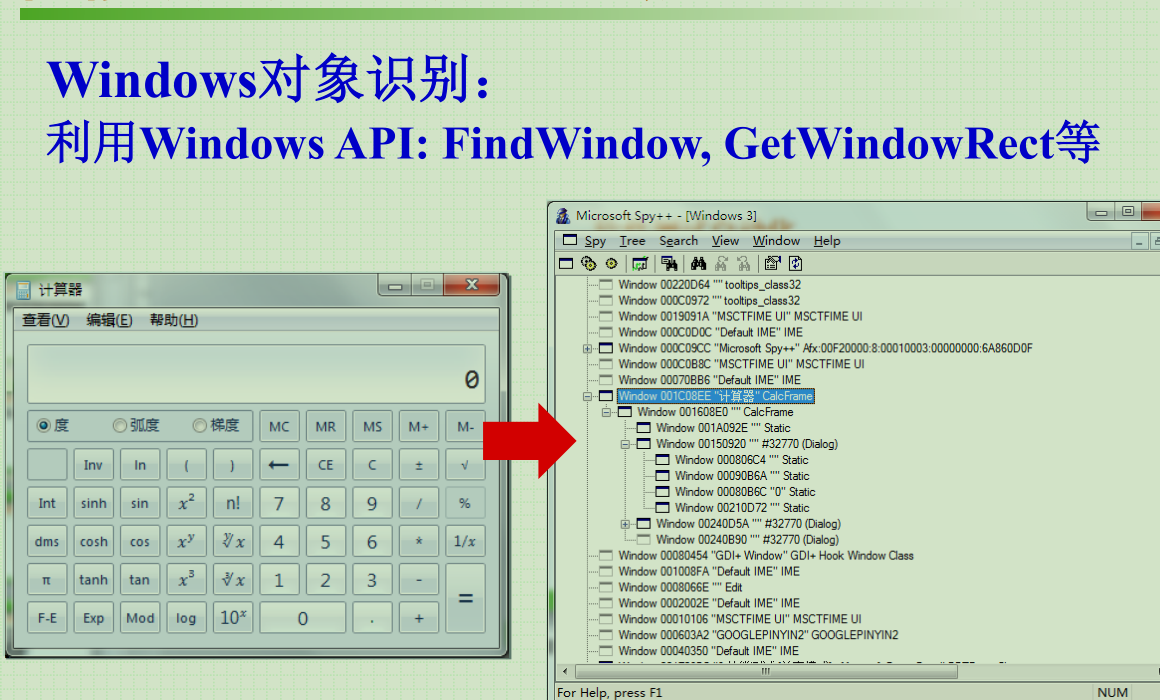 Windows对象识别：
利用Windows API: FindWindow, GetWindowRect等
计算器
查看(V) 编辑(E) 帮助(H)
0
度 弧度 梯度 MC MR MS M+ M-
Inv ln ( ) ← CE C ± √
Int sinh sin x² n! 7 8 9 / %
dms cosh cos xʸ ʸ√x 4 5 6 * 1/x
π tanh tan x³ ³√x 1 2 3 - =
F-E Exp Mod log 10ˣ 0 . +
Microsoft Spy++ - [Windows 3]
Spy Tree Search View Window Help
Window 00220D64 "" tooltips_class32
Window 000C0972 "" tooltips_class32
Window 0019091A "MSCTFIME UI" MSCTFIME UI
Window 000C0D0C "Default IME" IME
Window 000C09CC "Microsoft Spy++" Afx:00F20000:8:00010003:00000000:6A860D0F
Window 000C0B8C "MSCTFIME UI" MSCTFIME UI
Window 00070BB6 "Default IME" IME
Window 001C08EE "计算器" CalcFrame
Window 001608E0 "" CalcFrame
Window 001A092E "" Static
Window 00150920 "" #32770 (Dialog)
Window 000806C4 "" Static
Window 00090B6A "" Static
Window 00080B6C "0" Static
Window 00210D72 "" Static
Window 00240D5A "" #32770 (Dialog)
Window 00240B90 "" #32770 (Dialog)
Window 00080454 "GDI+ Window" GDI+ Hook Window Class
Window 001008FA "Default IME" IME
Window 0008066E "" Edit
Window 0002002E "Default IME" IME
Window 00010106 "MSCTFIME UI" MSCTFIME UI
Window 000603A2 "GOOGLEPINYIN2" GOOGLEPINYIN2
Window 00040350 "Default IME" IME
For Help, press F1 NUM